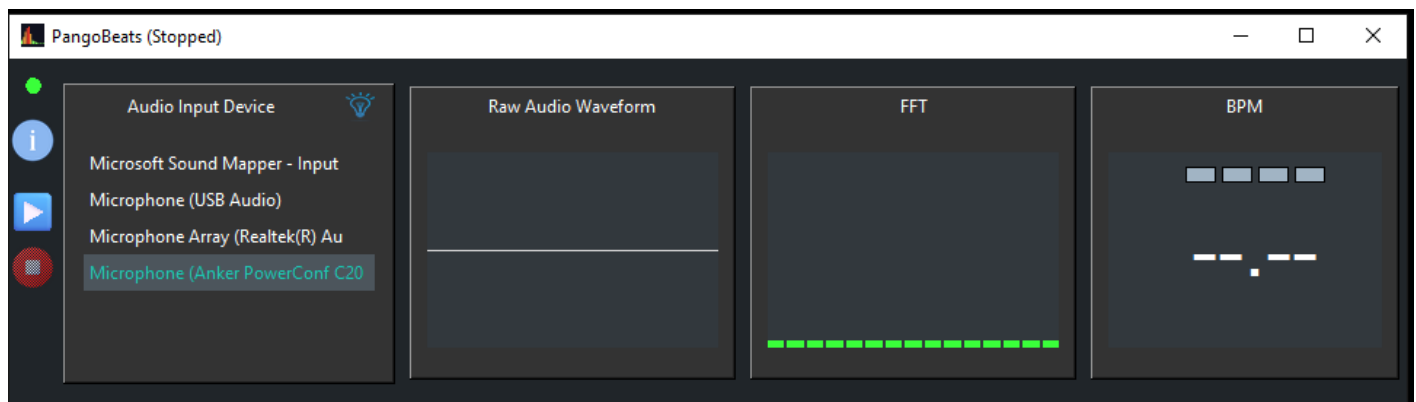 PangoBeats (Stopped)
Audio Input Device
Microsoft Sound Mapper - Input
Microphone (USB Audio)
Microphone Array (Realtek(R) Au
Microphone (Anker PowerConf C20
Raw Audio Waveform
FFT
BPM
--.--